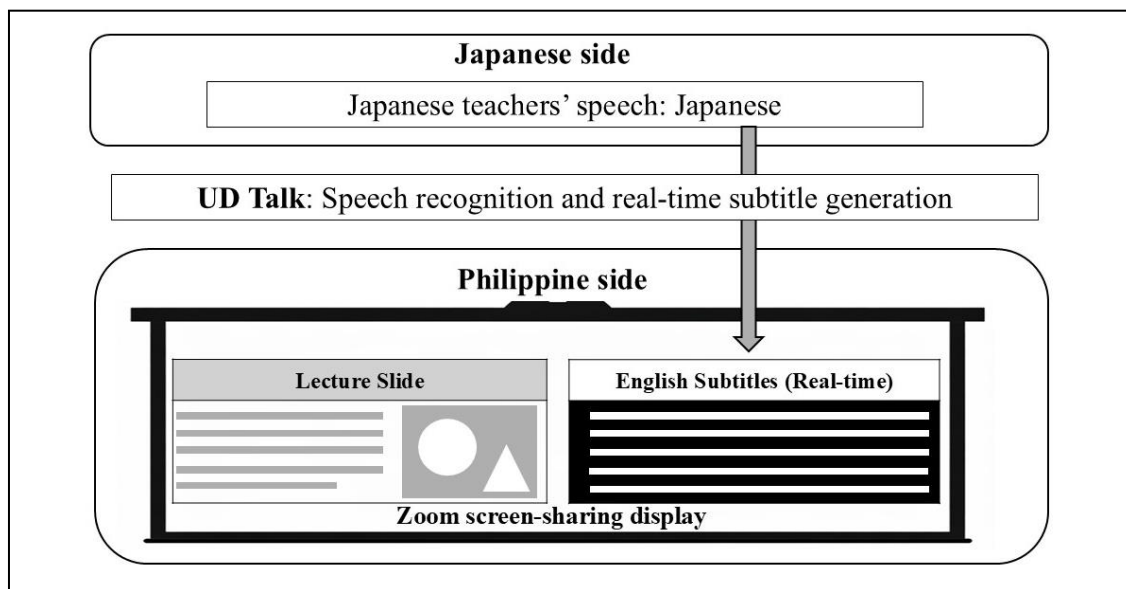 Japanese side
Japanese teachers’ speech: Japanese
UD Talk: Speech recognition and real-time subtitle generation
Philippine side
Lecture Slide
English Subtitles (Real-time)
Zoom screen-sharing display